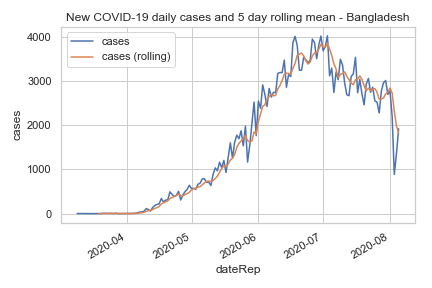 New COVID-19 daily cases and 5 day rolling mean - Bangladesh
cases
cases (rolling)
4000
3000
2000
1000
0
cases
2020-04
2020-05
2020-06
2020-07
2020-08
dateRep